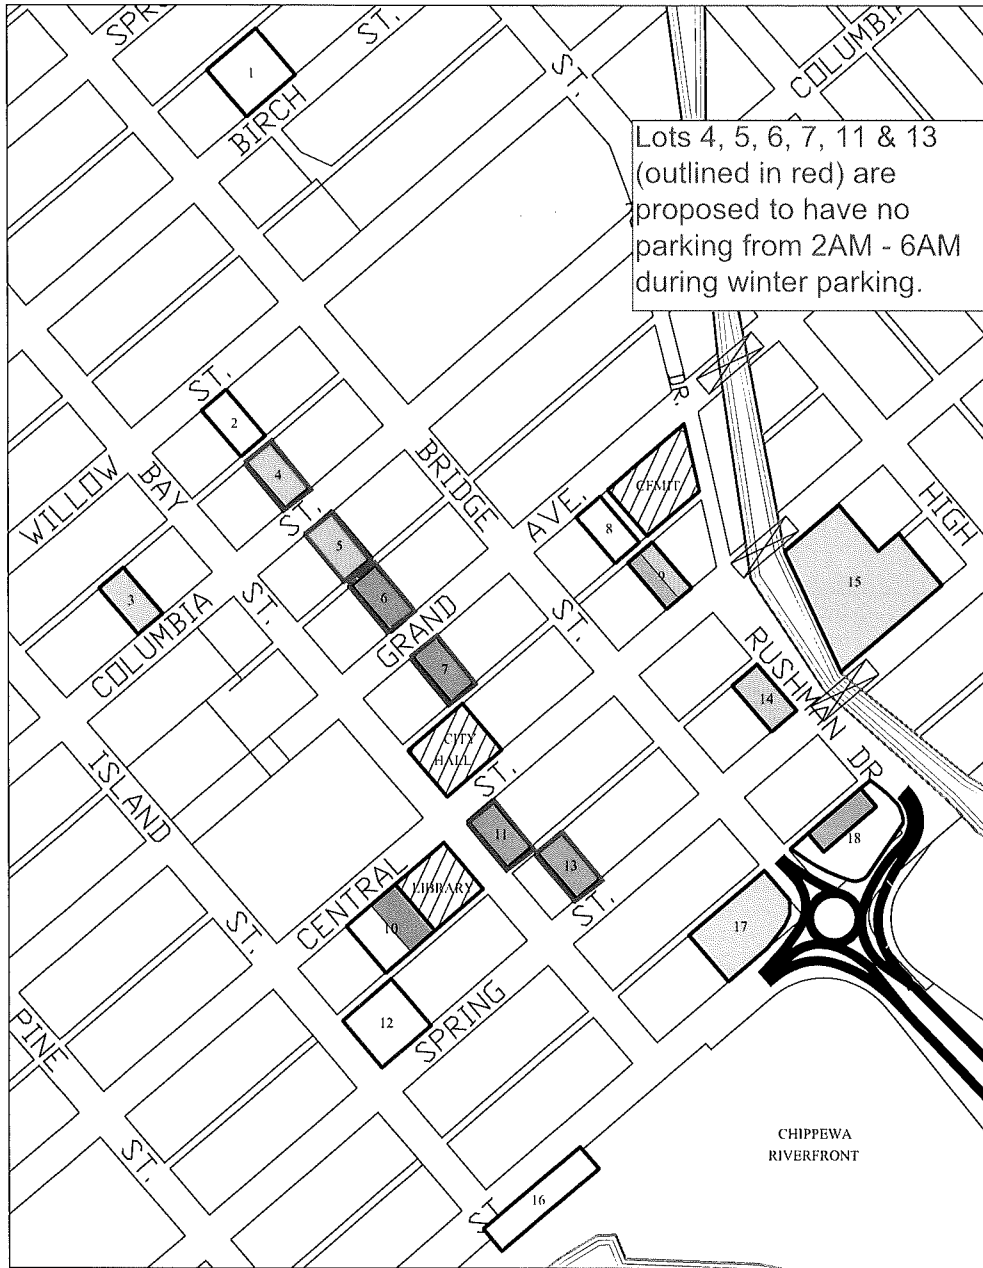 SPR
ST.
COLUMBIA
1
BIRCH
ST.
Lots 4, 5, 6, 7, 11 & 13
(outlined in red) are
proposed to have no
parking from 2AM - 6AM
during winter parking.
ST.
DR.
2
4
BRIDGE
WILLOW
BAY
ST.
CFMIT
HIGH
AVE.
8
5
9
15
3
6
GRAND
ST.
COLUMBIA
ST.
7
RUSHMAN DR
14
CITY
HALL
ST.
ISLAND
11
13
18
CENTRAL
LIBRARY
ST.
10
17
ST.
12
SPRING
PINE
CHIPPEWA
RIVERFRONT
ST.
16
ST